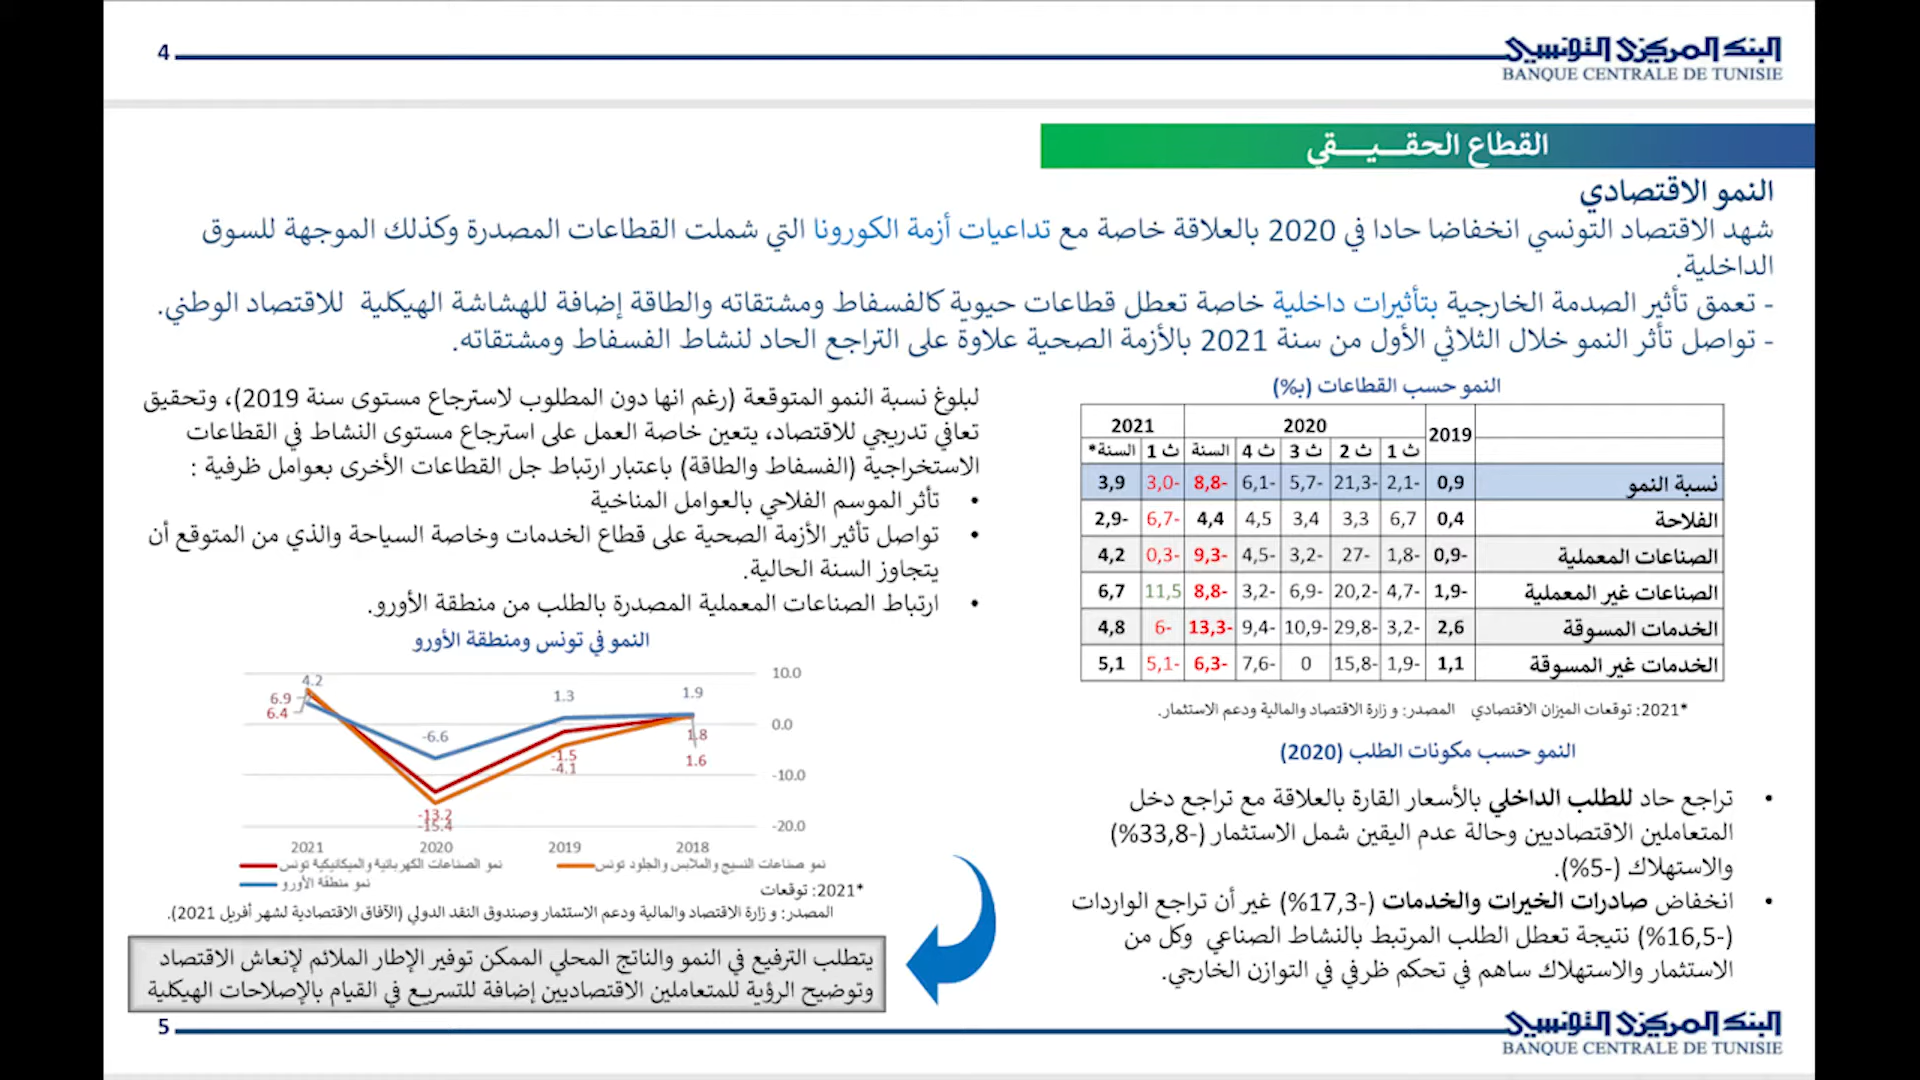 4
البنك المركزي التونسي
BANQUE CENTRALE DE TUNISIE
القطاع الحقـــيـــــقي
النمو الاقتصادي
شهد الاقتصاد التونسي انخفاضا حادا في 2020 بالعلاقة خاصة مع تداعيات أزمة الكورونا التي شملت القطاعات المصدرة وكذلك الموجهة للسوق
الداخلية.
- تعمق تأثير الصدمة الخارجية بتأثيرات داخلية خاصة تعطل قطاعات حيوية كالفسفاط ومشتقاته والطاقة إضافة للهشاشة الهيكلية للاقتصاد الوطني.
- تواصل تأثر النمو خلال الثلاثي الأول من سنة 2021 بالأزمة الصحية علاوة على التراجع الحاد لنشاط الفسفاط ومشتقاته.
النمو حسب القطاعات (ب%)
2019 2020 2021
ث 1 ث 2 ث 3 ث 4 السنة ث 1 السنة*
نسبة النمو 0,9 2,1- 21,3- 5,7- 6,1- 8,8- 3,0- 3,9
الفلاحة 0,4 6,7 3,3 3,4 4,5 4,4 6,7- 2,9-
الصناعات المعملية 0,9- 1,8- 27- 3,2- 4,5- 9,3- 0,3- 4,2
الصناعات غير المعملية 1,9- 4,7- 20,2- 6,9- 3,2- 8,8- 11,5 6,7
الخدمات المسوقة 2,6 3,2- 29,8- 10,9- 9,4- 13,3- 6- 4,8
الخدمات غير المسوقة 1,1 1,9- 15,8- 0 7,6- 6,3- 5,1- 5,1
*2021: توقعات الميزان الاقتصادي المصدر: وزارة الاقتصاد والمالية ودعم الاستثمار.
النمو حسب مكونات الطلب (2020)
• تراجع حاد للطلب الداخلي بالأسعار القارة بالعلاقة مع تراجع دخل
المتعاملين الاقتصاديين وحالة عدم اليقين شمل الاستثمار (-33,8%)
والاستهلاك (-5%).
• انخفاض صادرات الخيرات والخدمات (-17,3%) غير أن تراجع الواردات
(-16,5%) نتيجة تعطل الطلب المرتبط بالنشاط الصناعي وكل من
الاستثمار والاستهلاك ساهم في تحكم ظرفي في التوازن الخارجي.
لبلوغ نسبة النمو المتوقعة (رغم انها دون المطلوب لاسترجاع مستوى سنة 2019)، وتحقيق
تعافي تدريجي للاقتصاد، يتعين خاصة العمل على استرجاع مستوى النشاط في القطاعات
الاستخراجية (الفسفاط والطاقة) باعتبار ارتباط جل القطاعات الأخرى بعوامل ظرفية :
• تأثر الموسم الفلاحي بالعوامل المناخية
• تواصل تأثير الأزمة الصحية على قطاع الخدمات وخاصة السياحة والذي من المتوقع أن
يتجاوز السنة الحالية.
• ارتباط الصناعات المعملية المصدرة بالطلب من منطقة الأورو.
النمو في تونس ومنطقة الأورو
10.0
0.0
-10.0
-20.0
4.2
6.9
6.4
-6.6
-13.2
-15.4
1.3
-1.5
-4.1
1.9
1.8
1.6
2018 2019 2020 2021
نمو صناعات النسيج والملابس والجلود تونس نمو الصناعات الكهربائية والميكانيكية تونس
نمو منطقة الأورو
*2021: توقعات
المصدر: وزارة الاقتصاد والمالية ودعم الاستثمار وصندوق النقد الدولي (الآفاق الاقتصادية لشهر أفريل 2021).
يتطلب الترفيع في النمو والناتج المحلي الممكن توفير الإطار الملائم لإنعاش الاقتصاد
وتوضيح الرؤية للمتعاملين الاقتصاديين إضافة للتسريع في القيام بالإصلاحات الهيكلية
5
البنك المركزي التونسي
BANQUE CENTRALE DE TUNISIE